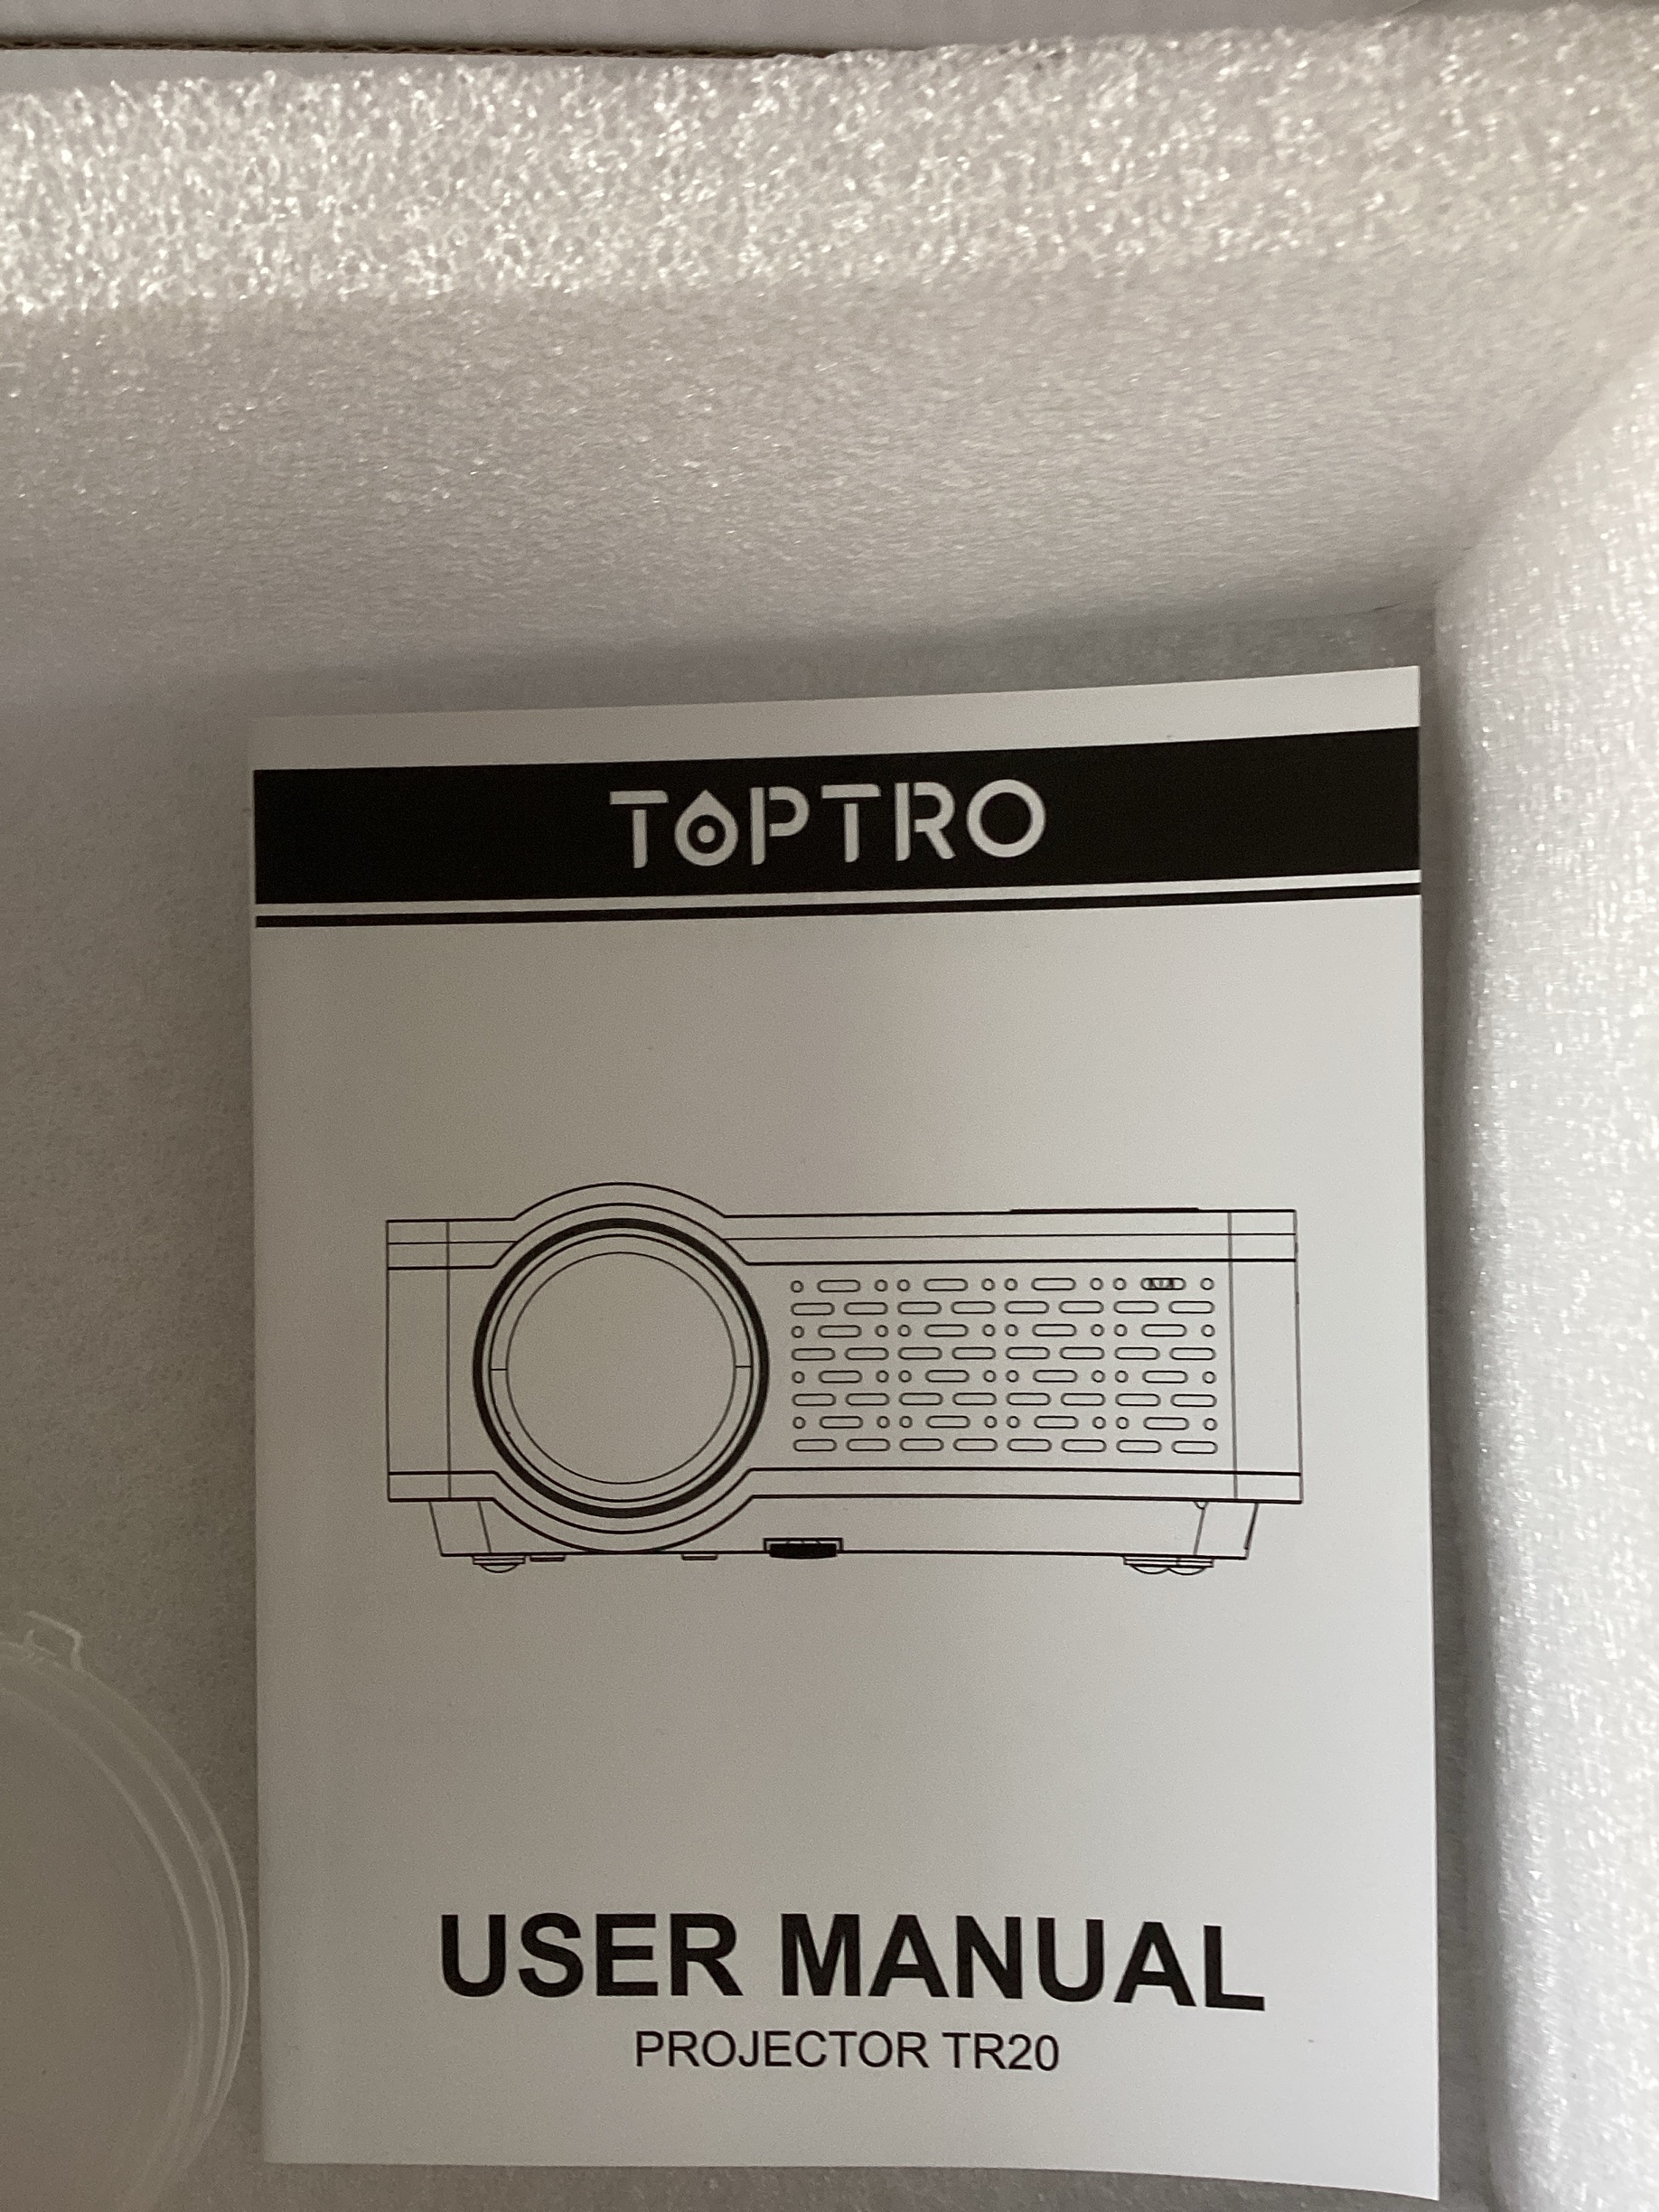 TOPTRO
USER MANUAL
PROJECTOR TR20